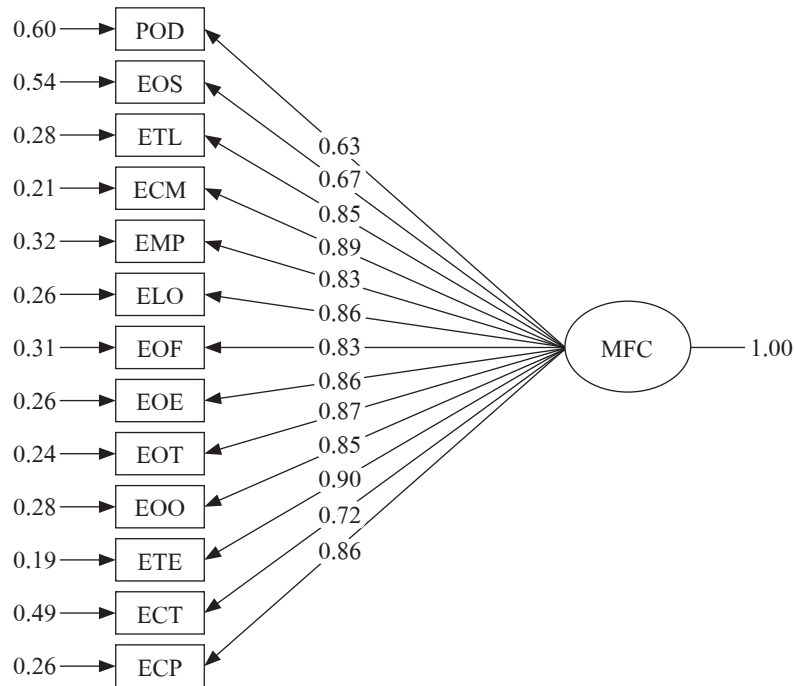 0.60 POD
0.54 EOS
0.28 ETL
0.21 ECM
0.32 EMP
0.26 ELO
0.31 EOF
0.26 EOE
0.24 EOT
0.28 EOO
0.19 ETE
0.49 ECT
0.26 ECP
0.63
0.67
0.85
0.89
0.83
0.86
0.83
0.86
0.87
0.85
0.90
0.72
0.86
MFC 1.00